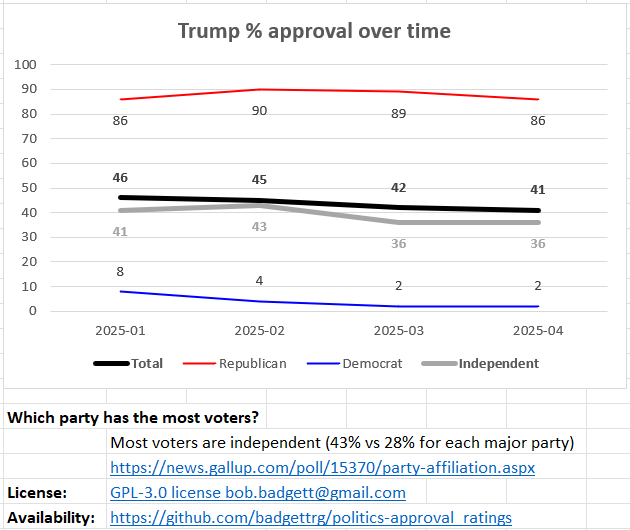 Trump % approval over time
100
90
80
70
60
50
40
30
20
10
0
86 90 89 86
46 45 42 41
41 43 36 36
8 4 2 2
2025-01 2025-02 2025-03 2025-04
Total Republican Democrat Independent
Which party has the most voters?
Most voters are independent (43% vs 28% for each major party)
https://news.gallup.com/poll/15370/party-affiliation.aspx
License: GPL-3.0 license bob.badgett@gmail.com
Availability: https://github.com/badgettrg/politics-approval_ratings